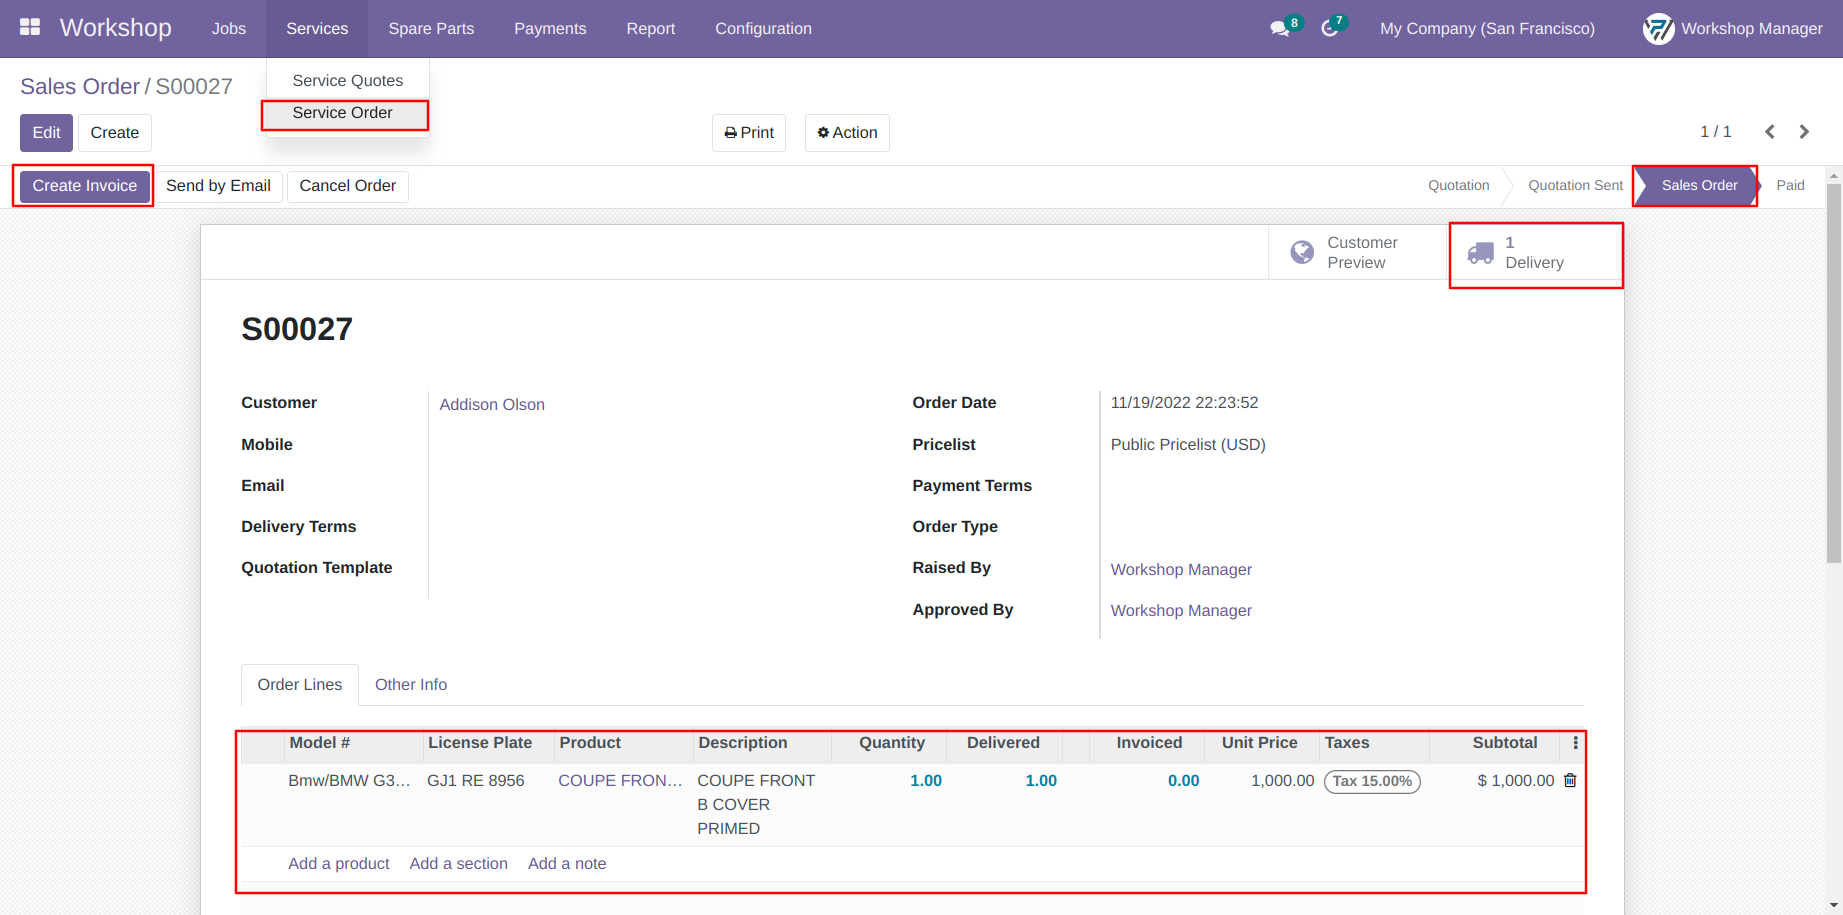 Workshop Jobs Services Spare Parts Payments Report Configuration 8 7 My Company (San Francisco) Workshop Manager
Service Quotes
Service Order
Sales Order / S00027
Edit Create Print Action 1 / 1
Create Invoice Send by Email Cancel Order Quotation Quotation Sent Sales Order Paid
Customer
Preview
1
Delivery
S00027
Customer Addison Olson
Mobile
Email
Delivery Terms
Quotation Template
Order Date 11/19/2022 22:23:52
Pricelist Public Pricelist (USD)
Payment Terms
Order Type
Raised By Workshop Manager
Approved By Workshop Manager
Order Lines Other Info
Model # License Plate Product Description Quantity Delivered Invoiced Unit Price Taxes Subtotal
Bmw/BMW G3... GJ1 RE 8956 COUPE FRON... COUPE FRONT 1.00 1.00 0.00 1,000.00 Tax 15.00% $ 1,000.00
B COVER
PRIMED
Add a product Add a section Add a note